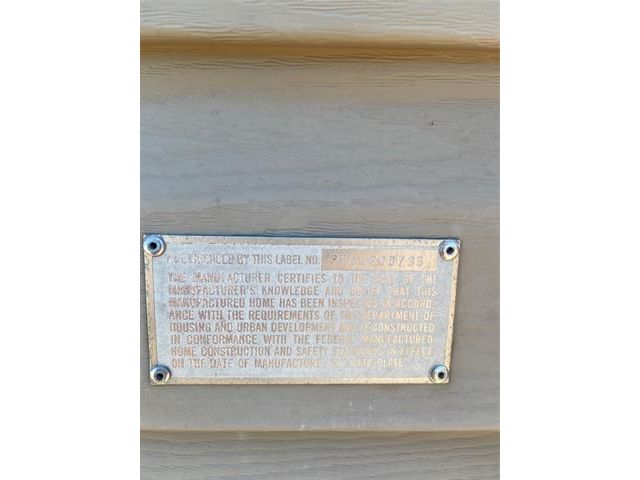 AS EVIDENCED BY THIS LABEL NO.
THE MANUFACTURER CERTIFIES TO THE BEST OF THE
MANUFACTURER'S KNOWLEDGE AND BELIEF THAT THIS
MANUFACTURED HOME HAS BEEN INSPECTED IN ACCORD-
ANCE WITH THE REQUIREMENTS OF THE DEPARTMENT OF
HOUSING AND URBAN DEVELOPMENT AND IS CONSTRUCTED
IN CONFORMANCE WITH THE FEDERAL MANUFACTURED
HOME CONSTRUCTION AND SAFETY STANDARDS IN EFFECT
ON THE DATE OF MANUFACTURE. SEE DATA PLATE.